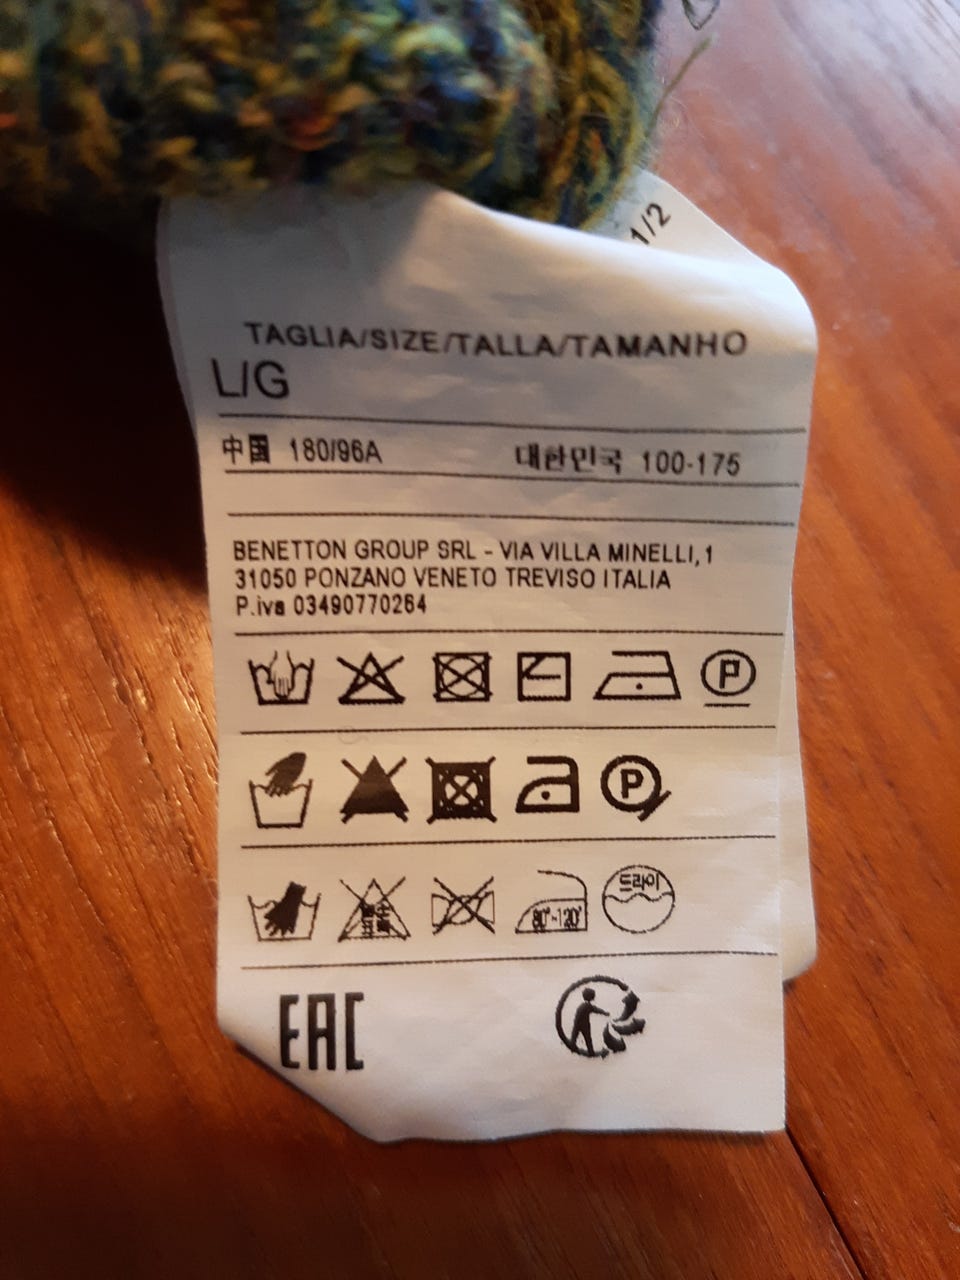 1/2
TAGLIA/SIZE/TALLA/TAMANHO
L/G
中国 180/96A 대한민국 100-175
BENETTON GROUP SRL - VIA VILLA MINELLI,1
31050 PONZANO VENETO TREVISO ITALIA
P.iva 03490770264
P
P
80°-120° 드라이
EAC